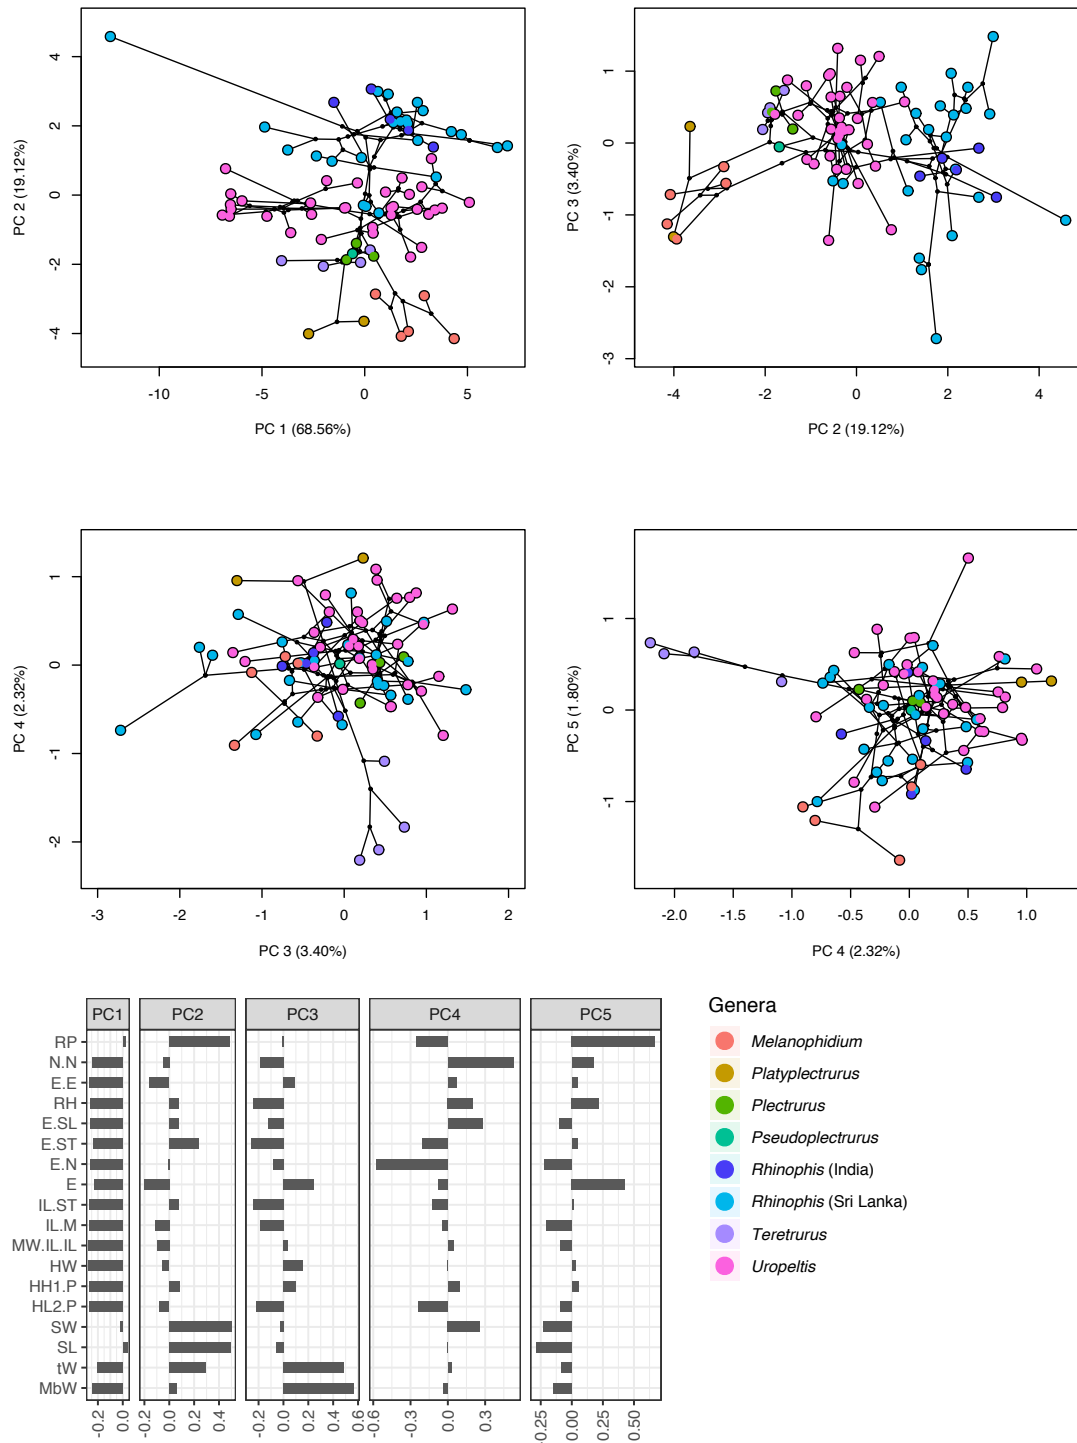 4
2
0
-2
-4
PC 2 (19.12%)
-10
-5
0
5
PC 1 (68.56%)
1
0
-1
-2
-3
PC 3 (3.40%)
-4
-2
0
2
4
PC 2 (19.12%)
1
0
-1
-2
PC 4 (2.32%)
-3
-2
-1
0
1
2
PC 3 (3.40%)
1
0
-1
PC 5 (1.80%)
-2.0
-1.5
-1.0
-0.5
0.0
0.5
1.0
PC 4 (2.32%)
PC1
PC2
PC3
PC4
PC5
RP
N.N
E.E
RH
E.SL
E.ST
E.N
E
IL.ST
IL.M
MW.IL.IL
HW
HH1.P
HL2.P
SW
SL
tW
MbW
-0.2
0.0
-0.2
0.0
0.2
0.4
-0.2
0.0
0.2
0.4
0.6
-0.6
-0.3
0.0
0.3
-0.25
0.00
0.25
0.50
Genera
Melanophidium
Platyplectrurus
Plectrurus
Pseudoplectrurus
Rhinophis (India)
Rhinophis (Sri Lanka)
Teretrurus
Uropeltis